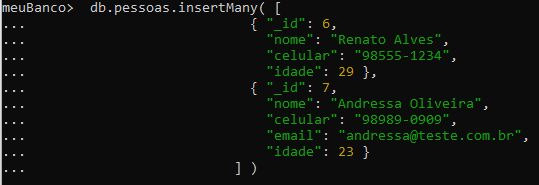 meuBanco>  db.pessoas.insertMany( [
... { "_id": 6,
... "nome": "Renato Alves",
... "celular": "98555-1234",
... "idade": 29 },
... { "_id": 7,
... "nome": "Andressa Oliveira",
... "celular": "98989-0909",
... "email": "andressa@teste.com.br",
... "idade": 23 }
... ] )